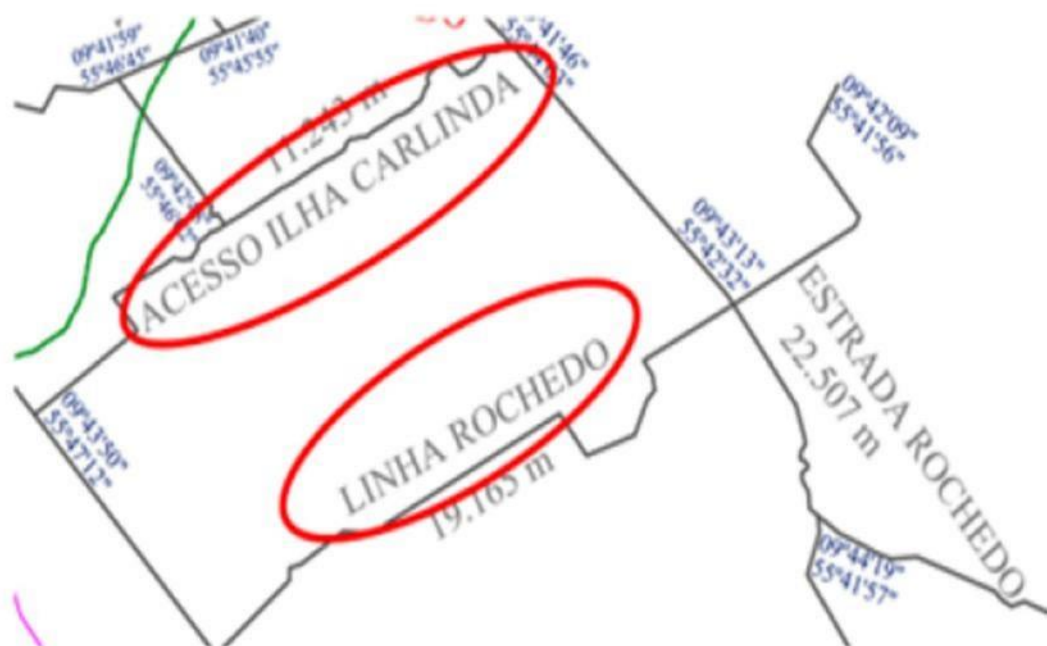 09°41'59"
55°46'45"
09°41'40"
55°45'55"
11.243 m
ACESSO ILHA CARLINDA
09°42'09"
55°41'56"
09°43'13"
55°42'32"
ESTRADA ROCHEDO
22..507 m
LINHA ROCHEDO
19.165 m
09°43'50"
55°47'12"
09°44'19"
55°41'57"